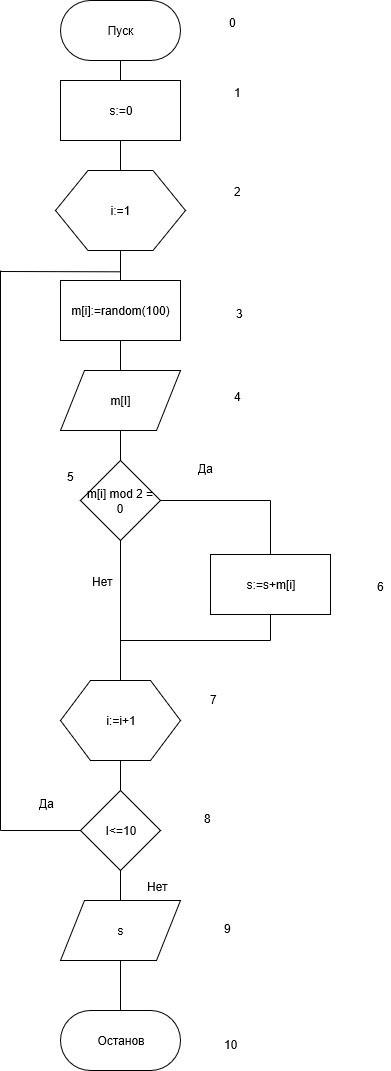 Пуск
0
s:=0
1
i:=1
2
m[i]:=random(100)
3
m[I]
4
5
m[i] mod 2 =
0
Да
Нет
s:=s+m[i]
6
i:=i+1
7
Да
I<=10
8
Нет
s
9
Останов
10